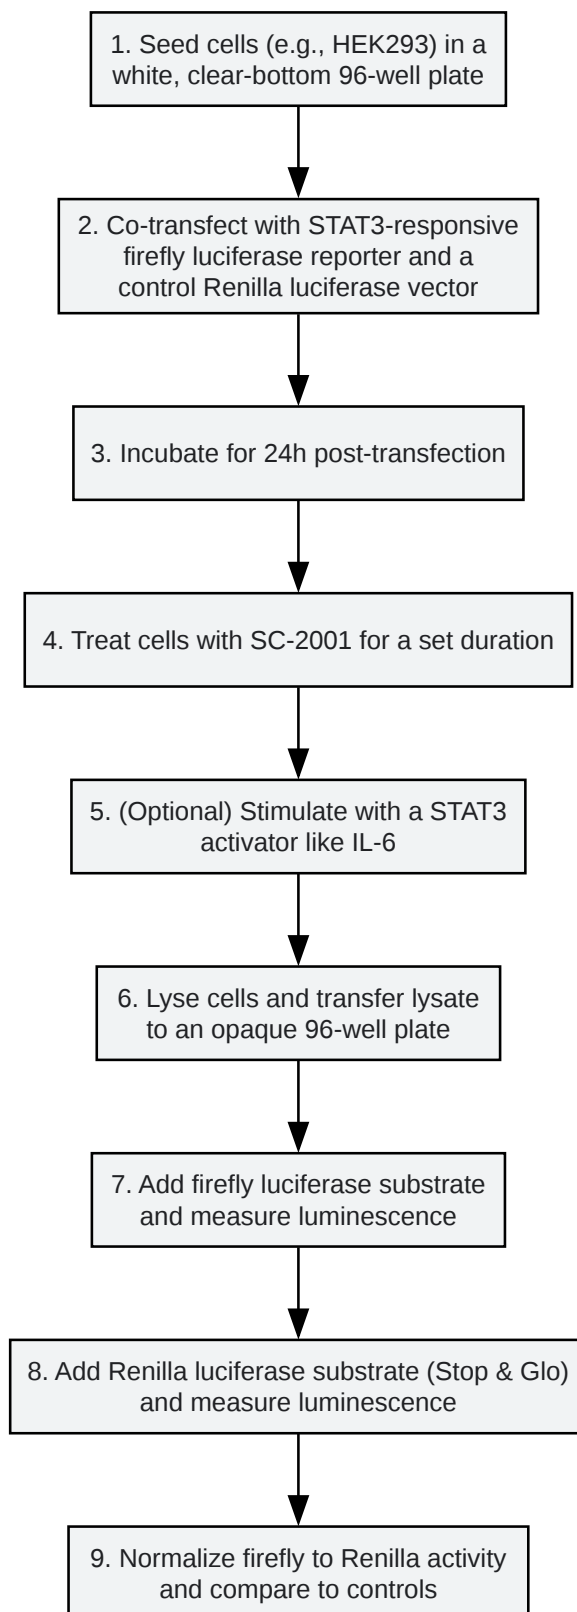 1. Seed cells (e.g., HEK293) in a
white, clear-bottom 96-well plate
2. Co-transfect with STAT3-responsive
firefly luciferase reporter and a
control Renilla luciferase vector
3. Incubate for 24h post-transfection
4. Treat cells with SC-2001 for a set duration
5. (Optional) Stimulate with a STAT3
activator like IL-6
6. Lyse cells and transfer lysate
to an opaque 96-well plate
7. Add firefly luciferase substrate
and measure luminescence
8. Add Renilla luciferase substrate (Stop & Glo)
and measure luminescence
9. Normalize firefly to Renilla activity
and compare to controls